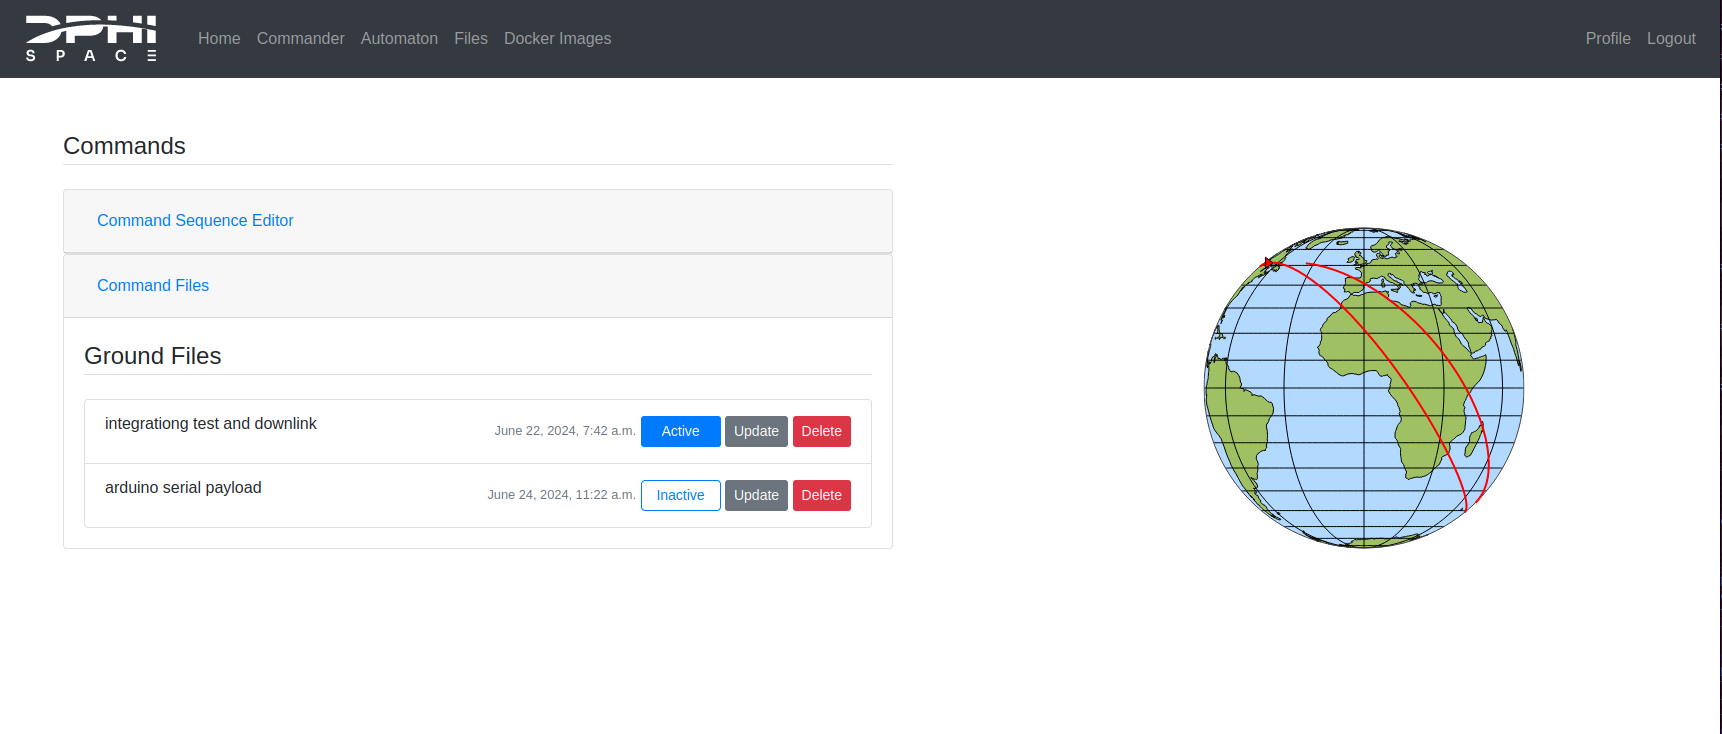 DPHI
SPACE
Home Commander Automaton Files Docker Images Profile Logout
Commands
Command Sequence Editor
Command Files
Ground Files
integrationg test and downlink June 22, 2024, 7:42 a.m. Active Update Delete
arduino serial payload June 24, 2024, 11:22 a.m. Inactive Update Delete